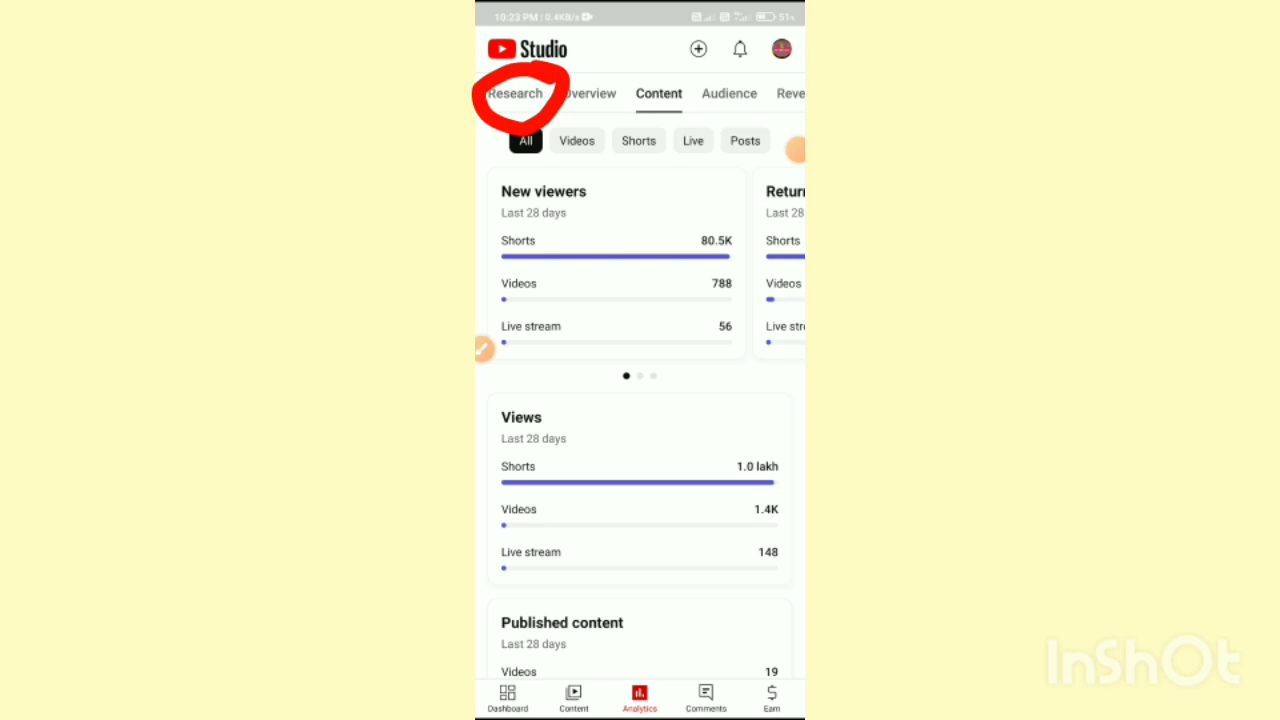 10:23 PM | 0.4KB/s
51
Studio
Research Overview Content Audience Reve
All Videos Shorts Live Posts
New viewers
Last 28 days
Shorts 80.5K
Videos 788
Live stream 56
Return
Last 28
Shorts
Videos
Live stre
Views
Last 28 days
Shorts 1.0 lakh
Videos 1.4K
Live stream 148
Published content
Last 28 days
Videos 19
Dashboard Content Analytics Comments Earn
InShOt